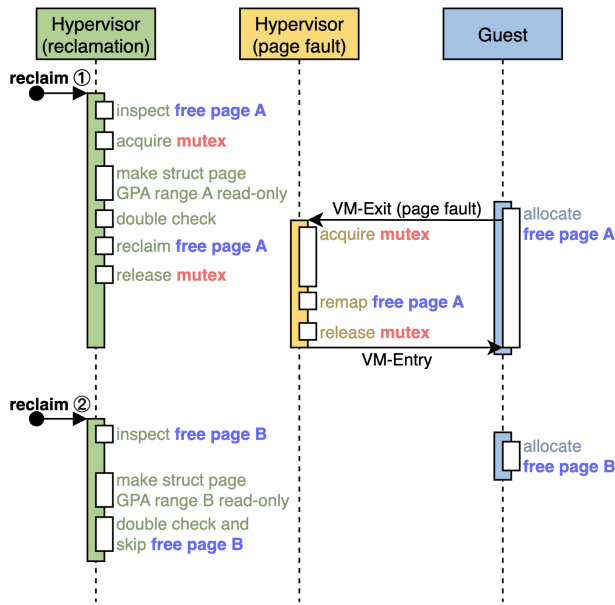 Hypervisor
(reclamation)
Hypervisor
(page fault)
Guest
reclaim ①
inspect free page A
acquire mutex
make struct page
GPA range A read-only
double check
reclaim free page A
release mutex
VM-Exit (page fault)
acquire mutex
remap free page A
release mutex
VM-Entry
allocate
free page A
reclaim ②
inspect free page B
make struct page
GPA range B read-only
double check and
skip free page B
allocate
free page B